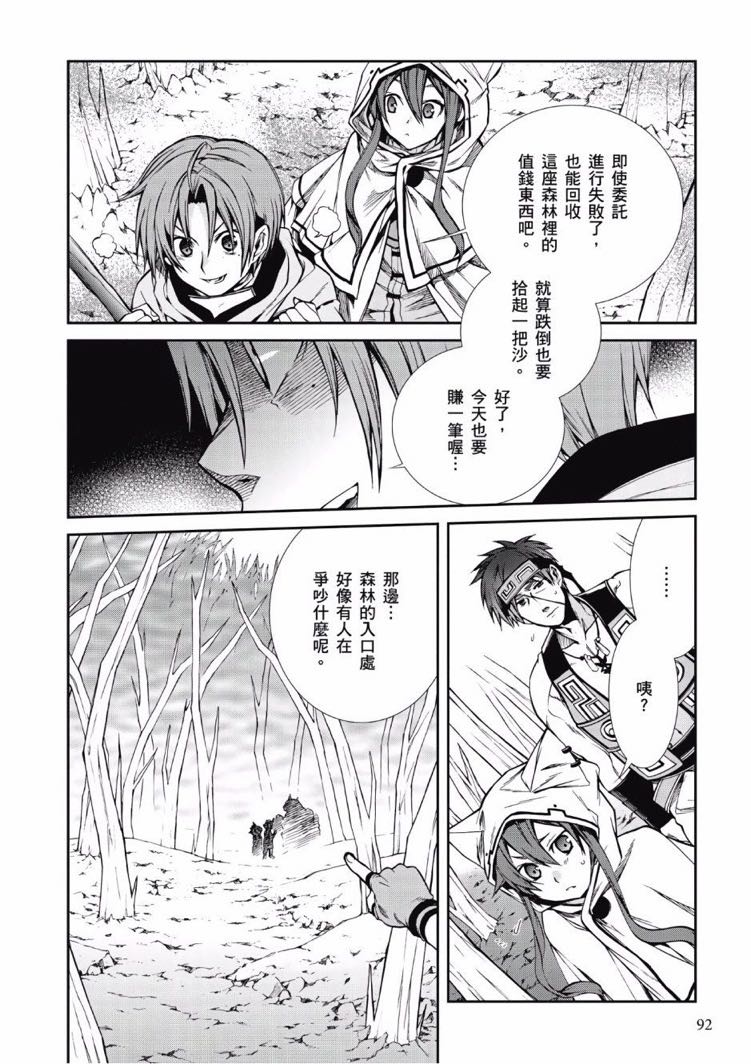 即使委託
進行失敗了，
也能回收
這座森林裡的
值錢東西吧。
就算跌倒也要
拾起一把沙。
好了，
今天也要
賺一筆喔…
……
咦？
那邊…
森林的入口處
好像有人在
爭吵什麼呢。
92